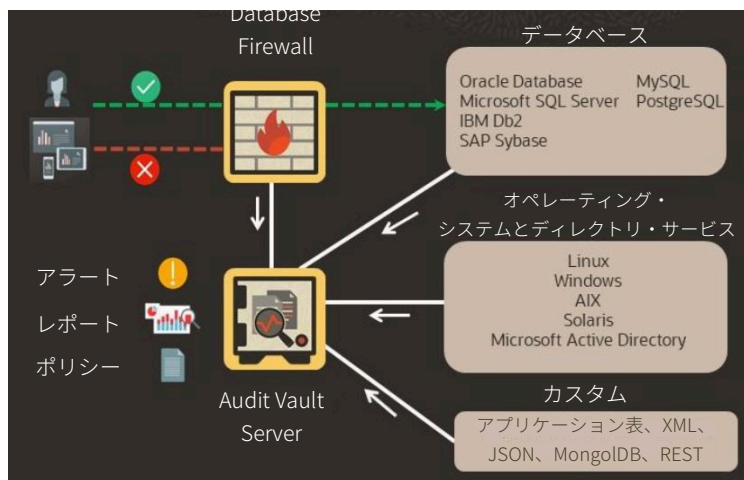 Database
Firewall
データベース
Oracle Database
Microsoft SQL Server
IBM Db2
SAP Sybase
MySQL
PostgreSQL
オペレーティング・
システムとディレクトリ・サービス
Linux
Windows
AIX
Solaris
Microsoft Active Directory
アラート
レポート
ポリシー
Audit Vault
Server
カスタム
アプリケーション表、XML、
JSON、MongolDB、REST